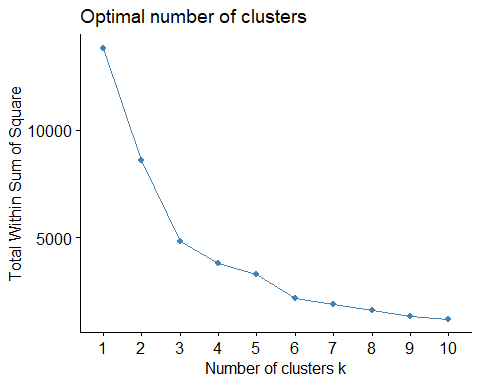 Optimal number of clusters
Total Within Sum of Square
10000
5000
1 2 3 4 5 6 7 8 9 10
Number of clusters k